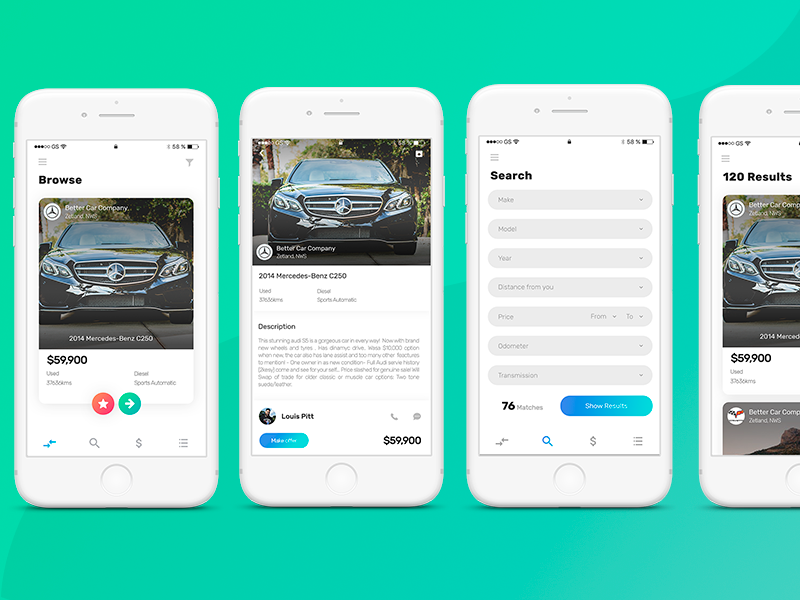 GS
58 %
Browse
Better Car Company
Zetland, NWS
2014 Mercedes-Benz C250
$59,900
Used
Diesel
37636kms
Sports Automatic
$
GS
58 %
Better Car Company
Zetland, NWS
2014 Mercedes-Benz C250
Used
Diesel
37636kms
Sports Automatic
Description
This stunning audi S5 is a gorgeous car in every way! Now with brand
new wheels and tyres . Has dinamyc drive, Wase $10,000 option
when new, the car also has lane assist and too many other features
to mention! - One owner in as new condition- Full Audi servie history
(2keys) come and see for your self... Price slashed for genuine sale! Will
Swap of trade for older classic or muscle car options Two tone
suede/leather.
Louis Pitt
Make offer
$59,900
GS
58 %
Search
Make
Model
Year
Distance from you
Price
From
To
Odometer
Transmission
76 Matches
Show Results
$
GS
120 Results
Better Car Company
Zetland, NWS
2014 Mercedes
$59,900
Used
37636kms
Better Car Company
Zetland, NWS